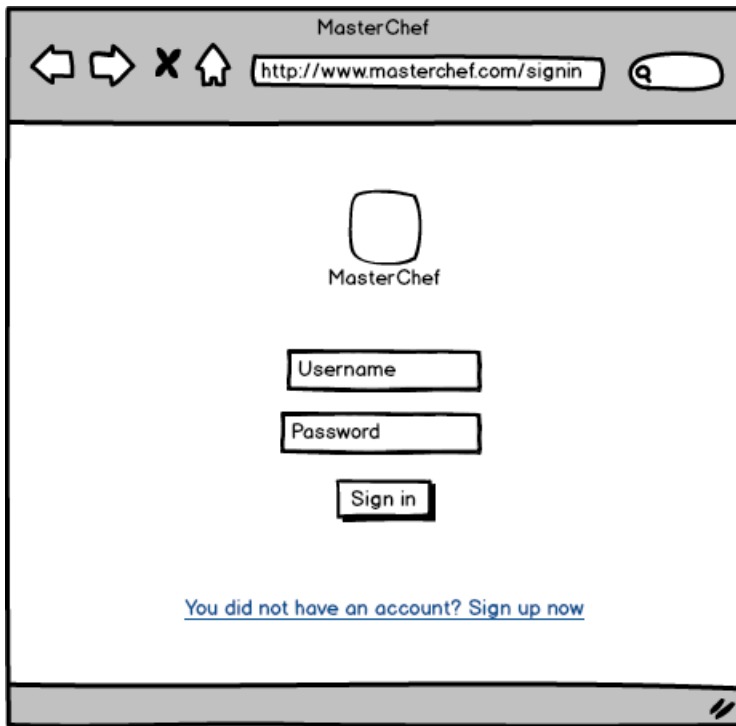 MasterChef
http://www.masterchef.com/signin
MasterChef
Username
Password
Sign in
You did not have an account? Sign up now